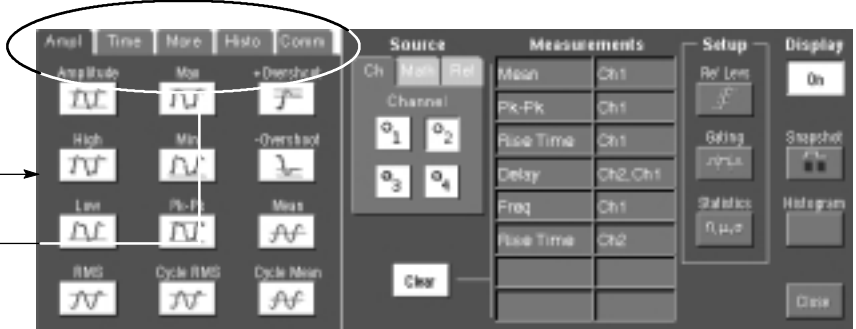 Ampl Time More Histo Comm
Amplitude Max +Overshoot
High Min -Overshoot
Low Pk-Pk Mean
RMS Cycle RMS Cycle Mean
Source
Ch Math Ref
Channel
1 2
3 4
Clear
Measurements
Mean Ch1
Pk-Pk Ch1
Rise Time Ch1
Delay Ch2, Ch1
Freq Ch1
Rise Time Ch2
Setup
Ref Levs
Gating
Statistics
n,μ,σ
Display
On
Snapshot
Histogram
Close